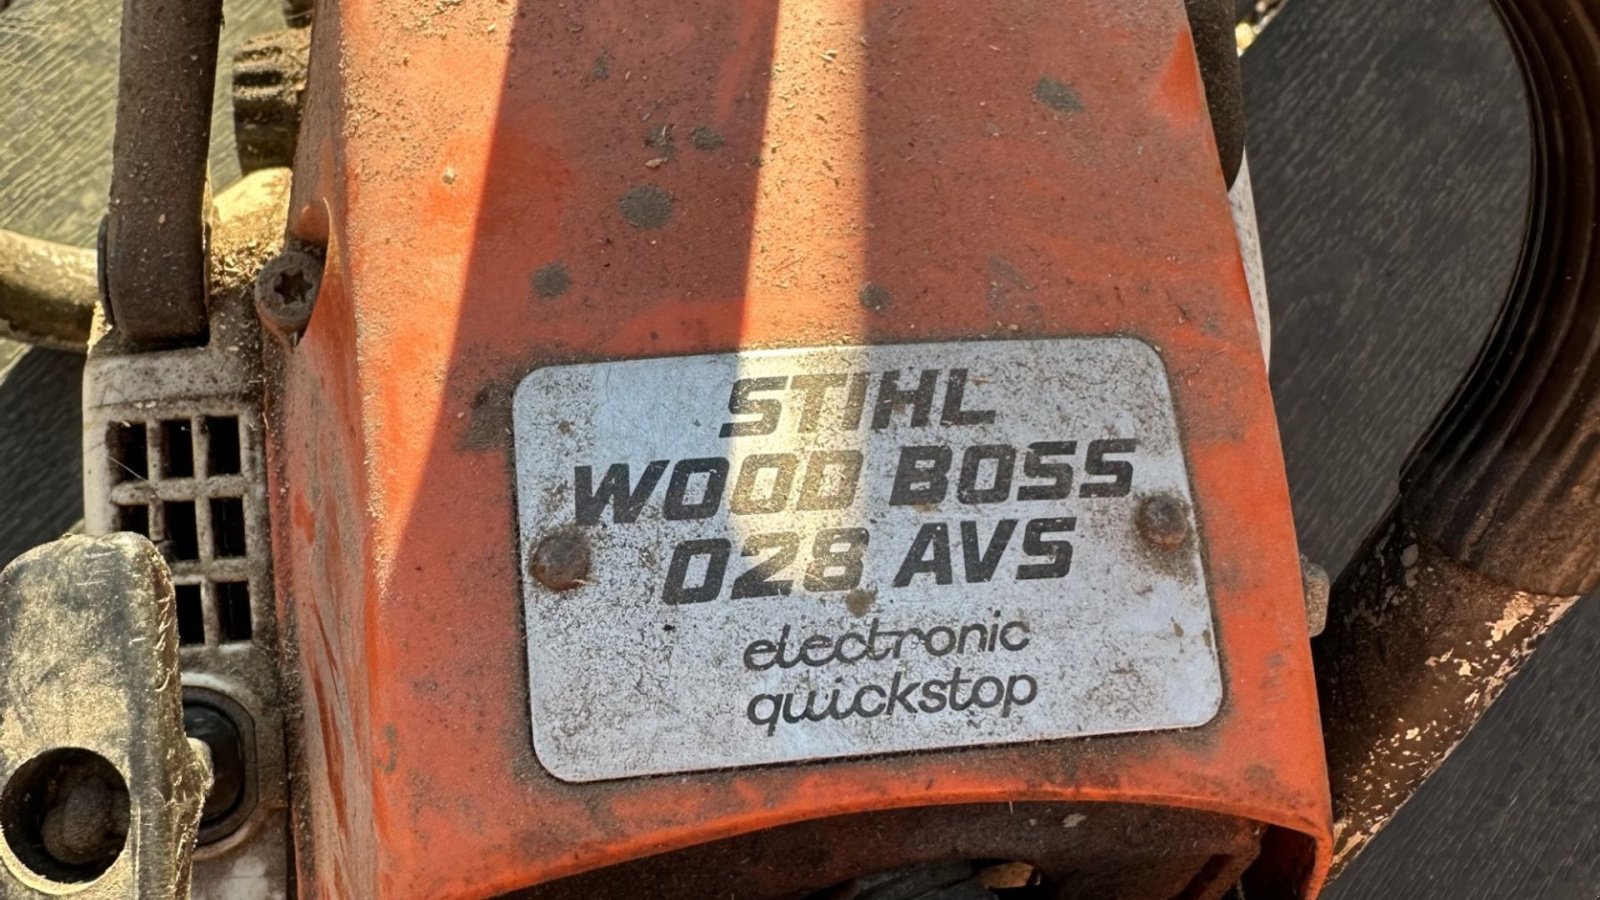 STIHL
WOOD BOSS
028 AVS
electronic
quickstop